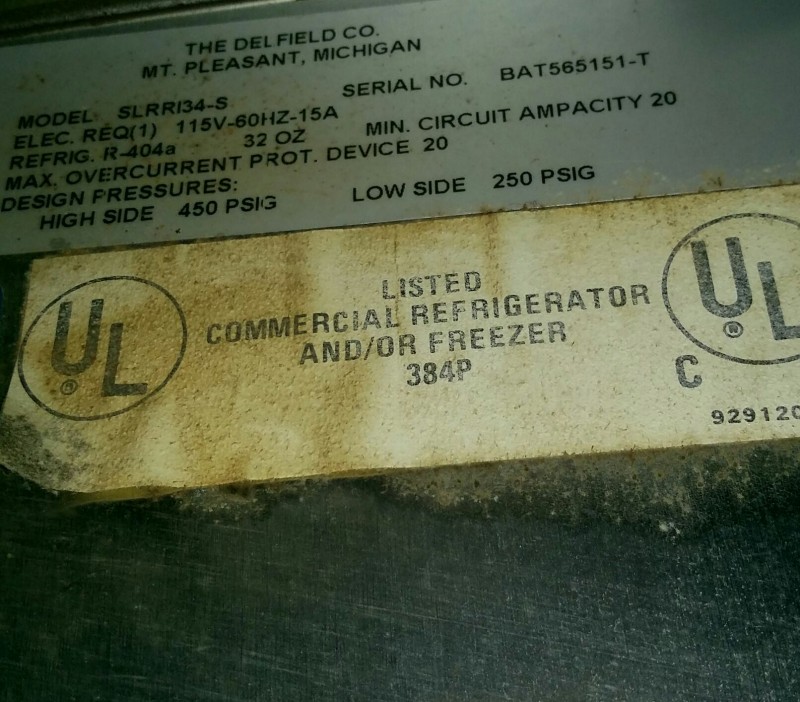 THE DELFIELD CO.
MT. PLEASANT, MICHIGAN
MODEL SLRRI34-S SERIAL NO. BAT565151-T
ELEC. REQ(1) 115V-60HZ-15A
REFRIG. R-404a 32 OZ MIN. CIRCUIT AMPACITY 20
MAX. OVERCURRENT PROT. DEVICE 20
DESIGN PRESSURES:
HIGH SIDE 450 PSIG LOW SIDE 250 PSIG
UL ® LISTED UL ®
COMMERCIAL REFRIGERATOR
AND/OR FREEZER
384P C
929120